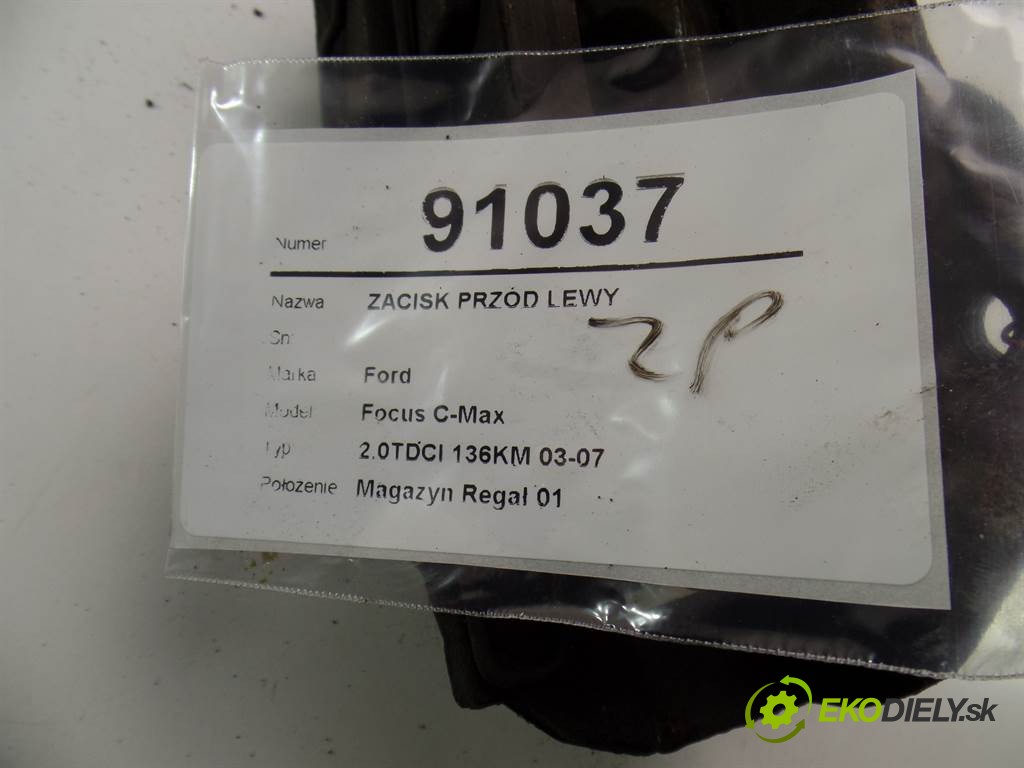 Numer 91037
Nazwa ZACISK PRZÓD LEWY
Sn
ZP
Marka Ford
Model Focus C-Max
Typ 2.0TDCI 136KM 03-07
Położenie Magazyn Regał 01
EKODIELY.sk